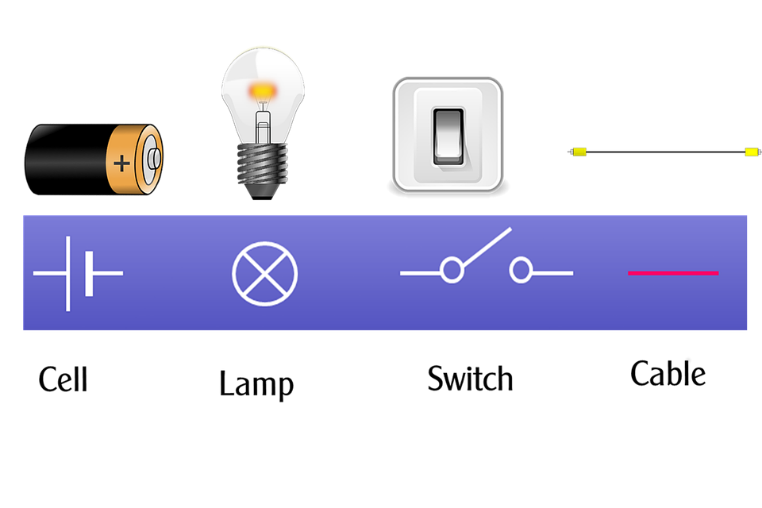 +
Cell
Lamp
Switch
Cable